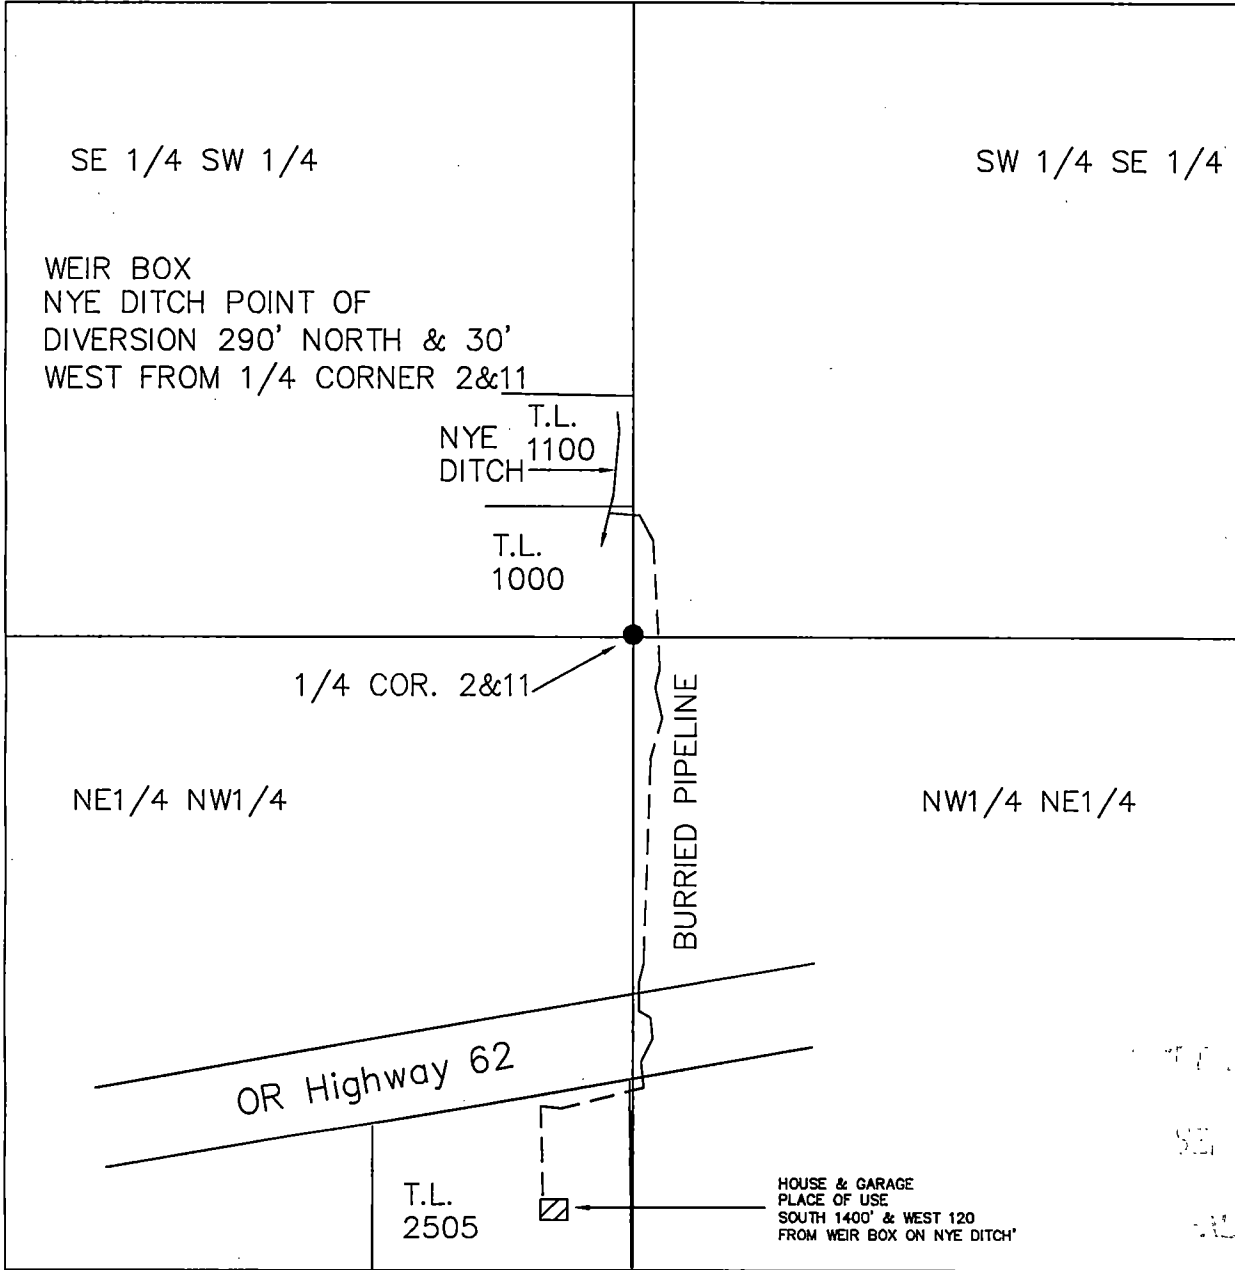 SE 1/4 SW 1/4
SW 1/4 SE 1/4
WEIR BOX
NYE DITCH POINT OF
DIVERSION 290' NORTH & 30'
WEST FROM 1/4 CORNER 2&11
T.L.
1100
NYE
DITCH
T.L.
1000
1/4 COR. 2&11
BURRIED PIPELINE
NE1/4 NW1/4
NW1/4 NE1/4
OR Highway 62
T.L.
2505
HOUSE & GARAGE
PLACE OF USE
SOUTH 1400' & WEST 120
FROM WEIR BOX ON NYE DITCH'